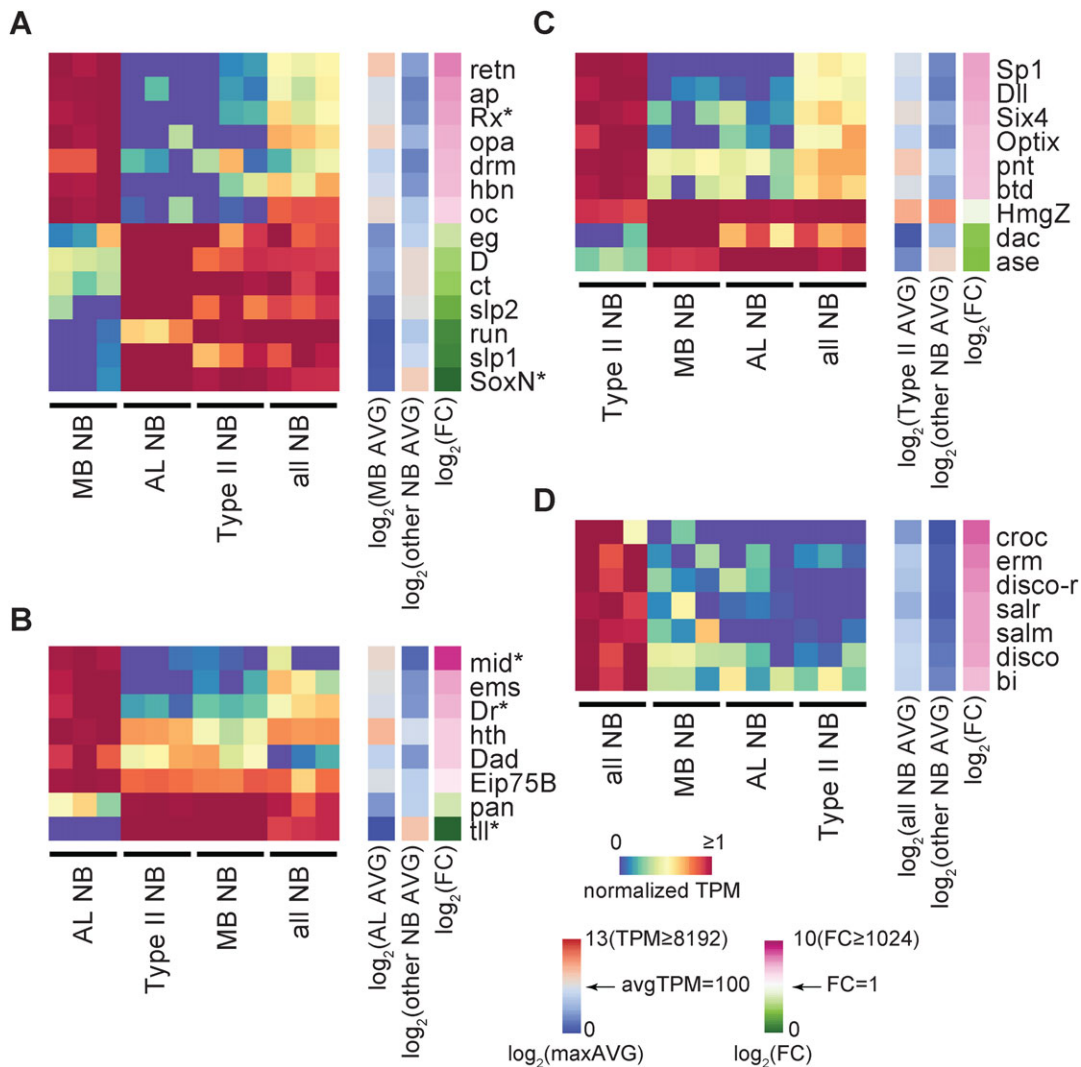 A
retn
ap
Rx*
opa
drm
hbn
oc
eg
D
ct
slp2
run
slp1
SoxN*
MB NB
AL NB
Type II NB
all NB
log2(MB AVG)
log2(other NB AVG)
log2(FC)
B
mid*
ems
Dr*
hth
Dad
Eip75B
pan
tll*
AL NB
Type II NB
MB NB
all NB
log2(AL AVG)
log2(other NB AVG)
log2(FC)
C
Sp1
Dll
Six4
Optix
pnt
btd
HmgZ
dac
ase
Type II NB
MB NB
AL NB
all NB
log2(Type II AVG)
log2(other NB AVG)
log2(FC)
D
croc
erm
disco-r
salr
salm
disco
bi
all NB
MB NB
AL NB
Type II NB
log2(all NB AVG)
log2(other NB AVG)
log2(FC)
0 ≥1
normalized TPM
13(TPM≥8192)
avgTPM=100
0
log2(maxAVG)
10(FC≥1024)
FC=1
0
log2(FC)